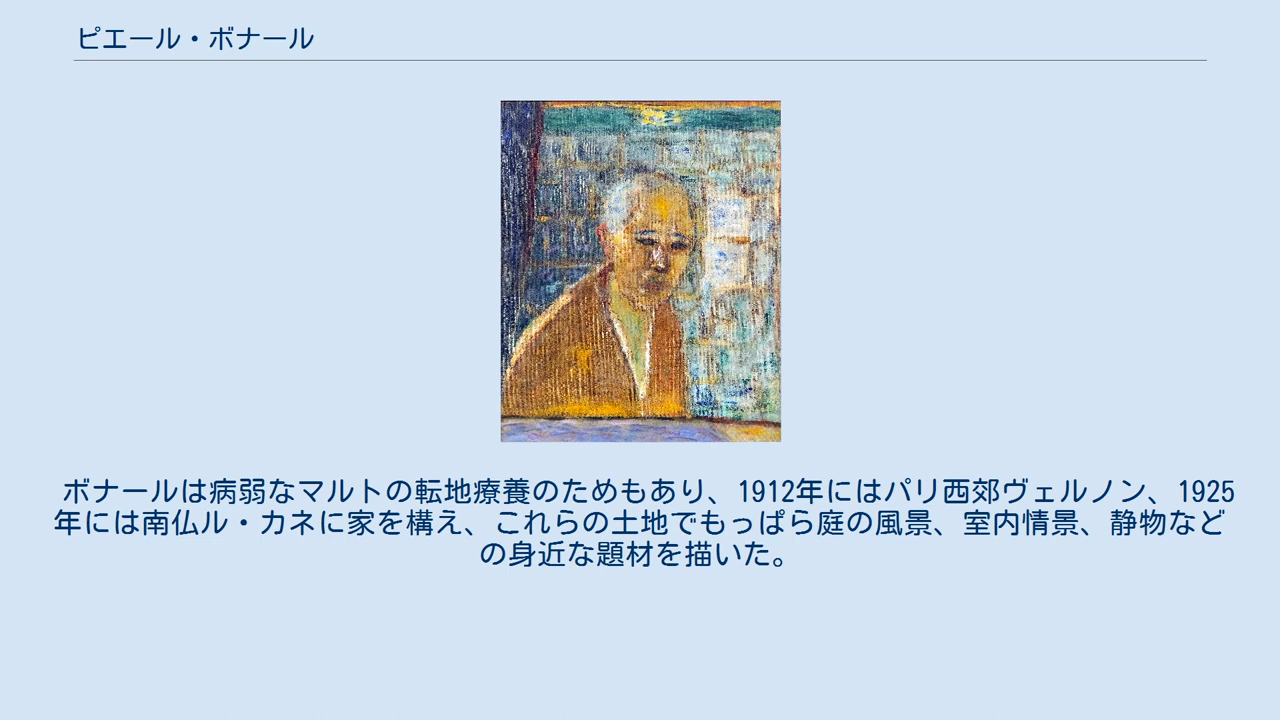 ピエール・ボナール
ボナールは病弱なマルトの転地療養のためもあり、1912年にはパリ西郊ヴェルノン、1925
年には南仏ル・カネに家を構え、これらの土地でもっぱら庭の風景、室内情景、静物など
の身近な題材を描いた。